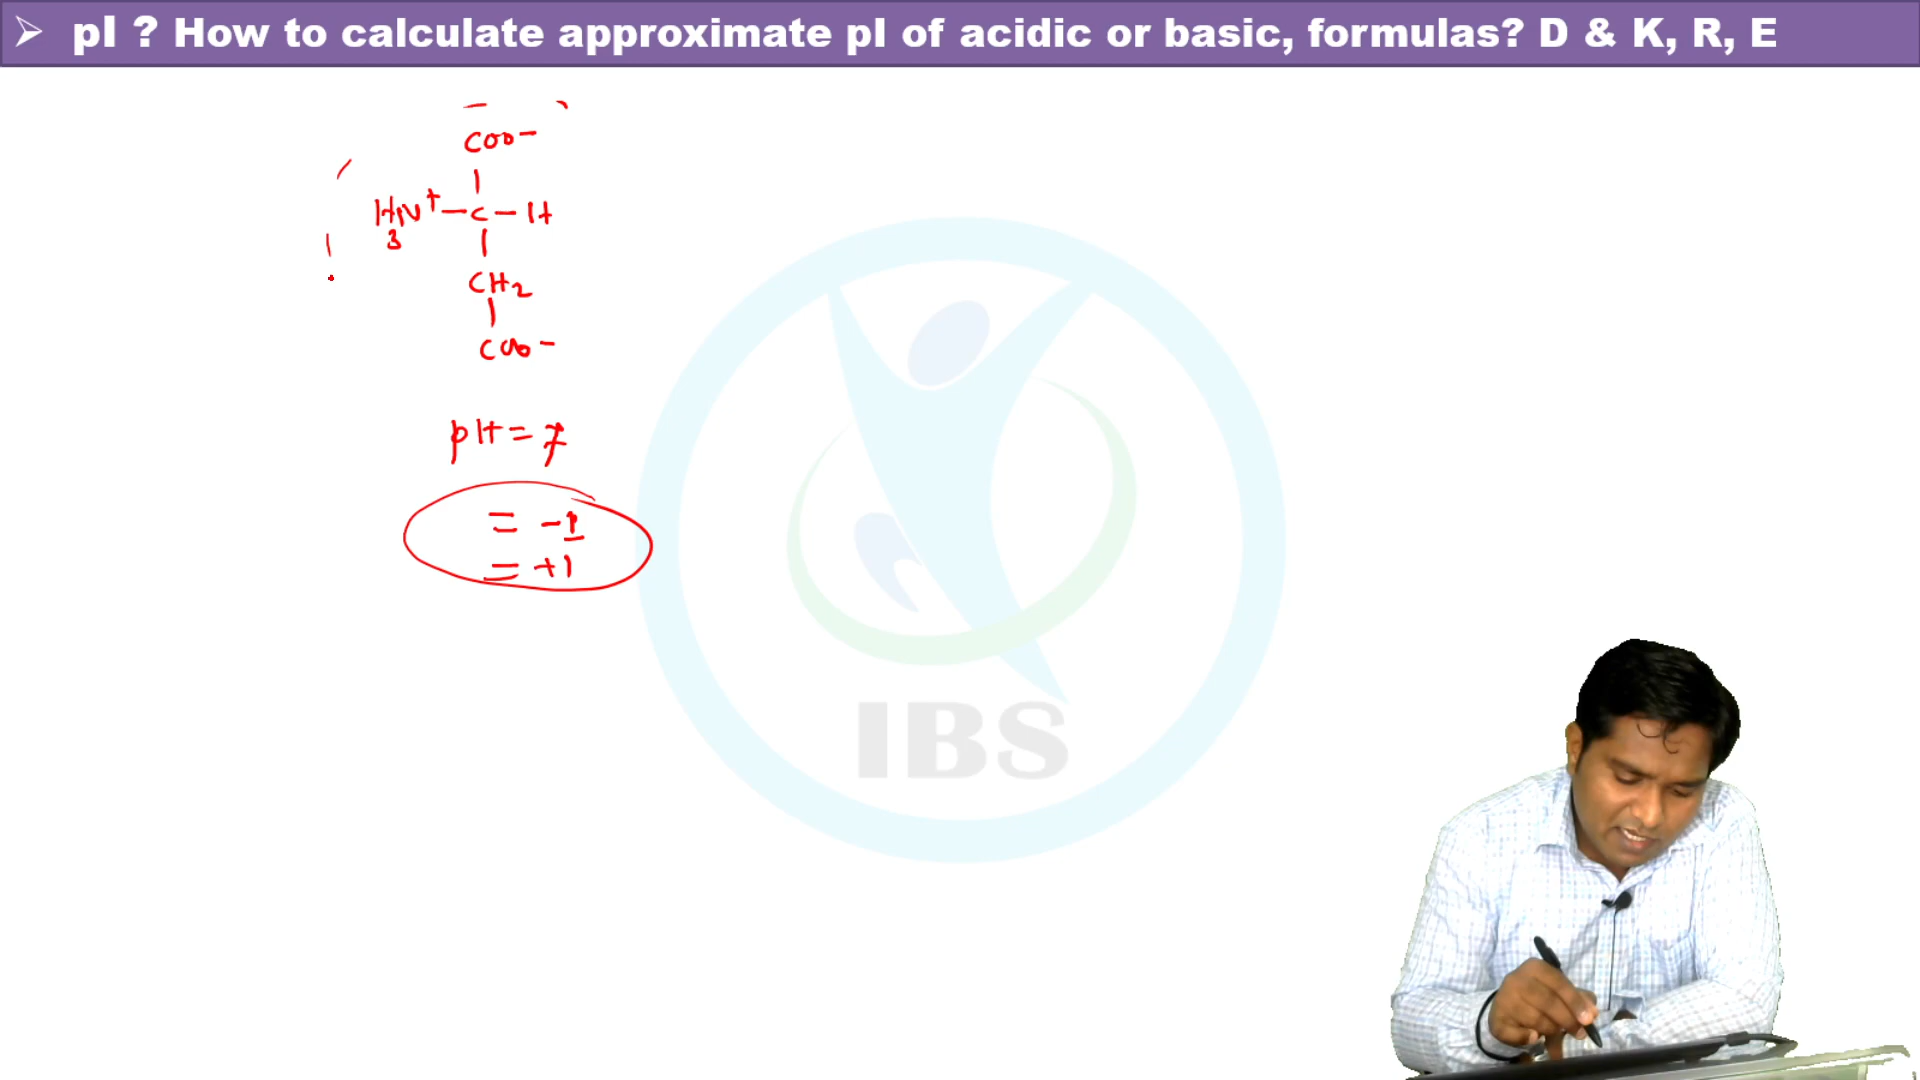 pI ? How to calculate approximate pI of acidic or basic, formulas? D & K, R, E
COO-
H3N+-C-H
CH2
COO-
pH=7
= -1
= +1
IBS